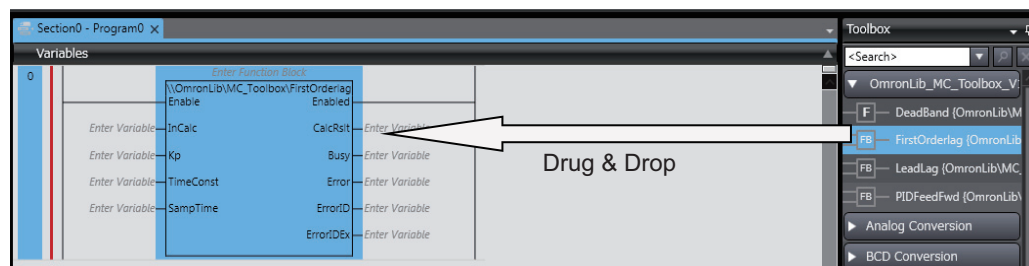 Section0 - Program0
Variables
0
Enter Function Block
\\OmronLib\MC_Toolbox\FirstOrderlag
Enable Enabled
Enter Variable InCalc CalcRslt Enter Variable
Enter Variable Kp Busy Enter Variable
Enter Variable TimeConst Error Enter Variable
Enter Variable SampTime ErrorID Enter Variable
ErrorIDEx Enter Variable
Drug & Drop
Toolbox
<Search>
OmronLib_MC_Toolbox_V
F DeadBand {OmronLib\M
FB FirstOrderlag {OmronLib
FB LeadLag {OmronLib\MC_
FB PIDFeedFwd {OmronLib\
Analog Conversion
BCD Conversion